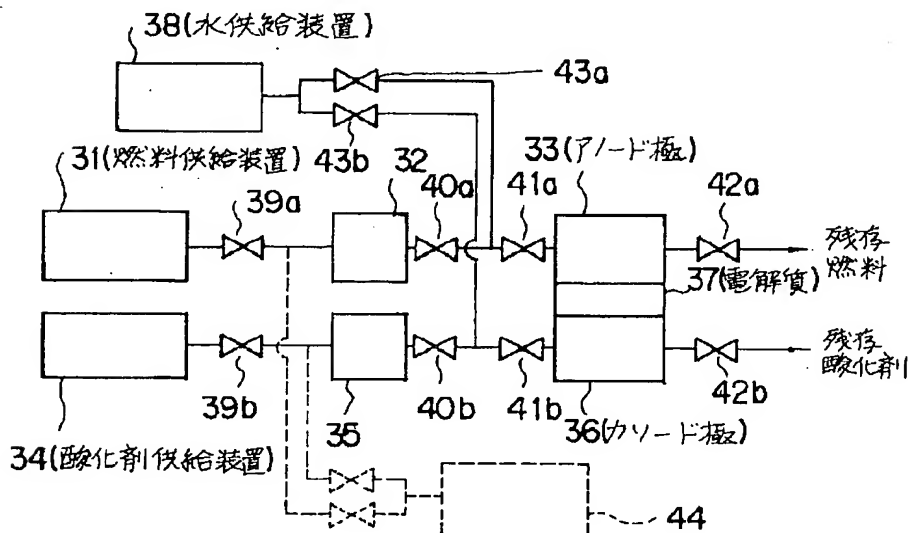 38(水供給装置)
43a
43b
31(燃料供給装置)
39a
32
40a
41a
33(アノード極)
42a
残存
燃料
37(電解質)
残存
酸化剤
39b
35
40b
41b
36(カソード極)
42b
34(酸化剤供給装置)
44